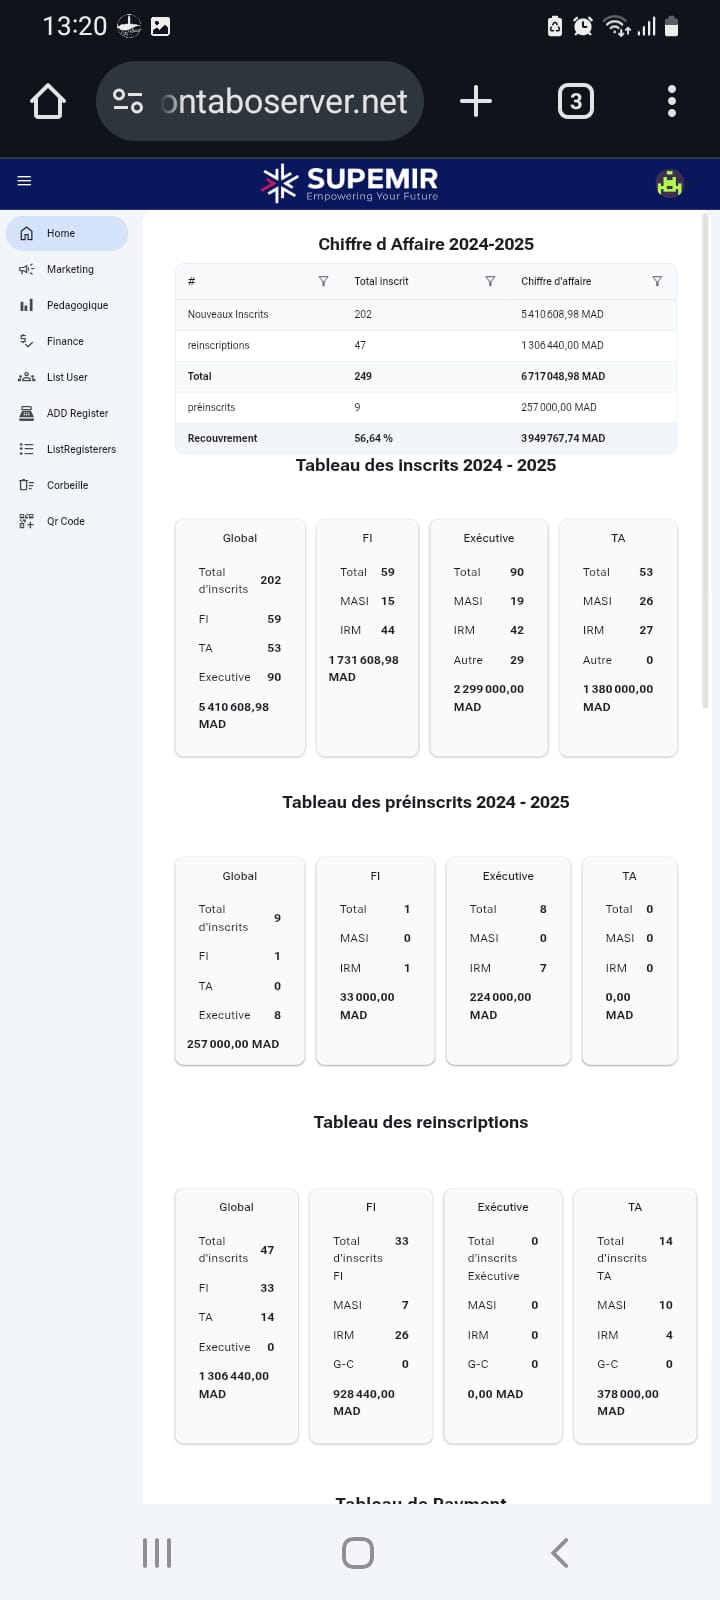 13:20
ontaboserver.net
3
SUPEMIR
Empowering Your Future
Home
Marketing
Pedagogique
Finance
List User
ADD Register
ListRegisterers
Corbeille
Qr Code
Chiffre d Affaire 2024-2025
# Total inscrit Chiffre d'affaire
Nouveaux Inscrits 202 5 410 608,98 MAD
reinscriptions 47 1 306 440,00 MAD
Total 249 6 717 048,98 MAD
préinscrits 9 257 000,00 MAD
Recouvrement 56,64 % 3 949 767,74 MAD
Tableau des inscrits 2024 - 2025
Global
Total
d'inscrits 202
FI 59
TA 53
Executive 90
5 410 608,98
MAD
FI
Total 59
MASI 15
IRM 44
1 731 608,98
MAD
Exécutive
Total 90
MASI 19
IRM 42
Autre 29
2 299 000,00
MAD
TA
Total 53
MASI 26
IRM 27
Autre 0
1 380 000,00
MAD
Tableau des préinscrits 2024 - 2025
Global
Total
d'inscrits 9
FI 1
TA 0
Executive 8
257 000,00 MAD
FI
Total 1
MASI 0
IRM 1
33 000,00
MAD
Exécutive
Total 8
MASI 0
IRM 7
224 000,00
MAD
TA
Total 0
MASI 0
IRM 0
0,00
MAD
Tableau des reinscriptions
Global
Total
d'inscrits 47
FI 33
TA 14
Executive 0
1 306 440,00
MAD
FI
Total 33
d'inscrits
FI
MASI 7
IRM 26
G-C 0
928 440,00
MAD
Exécutive
Total 0
d'inscrits
Exécutive
MASI 0
IRM 0
G-C 0
0,00 MAD
TA
Total 14
d'inscrits
TA
MASI 10
IRM 4
G-C 0
378 000,00
MAD
Tableau de Payment